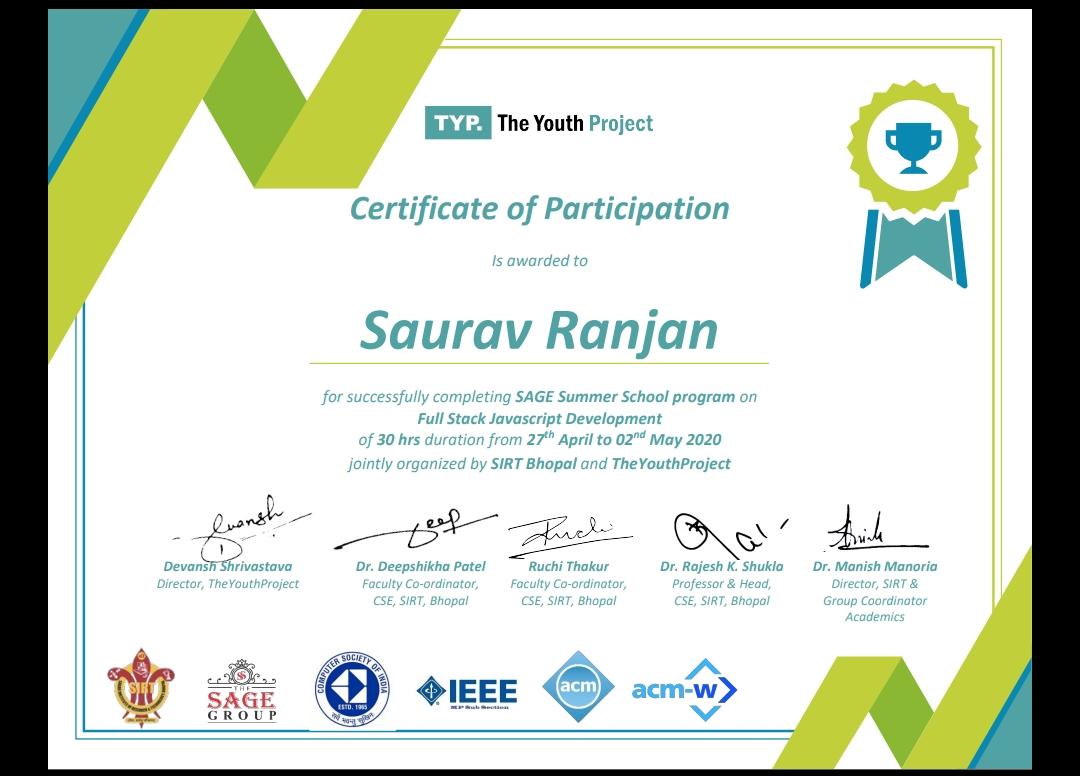 TYP. The Youth Project
Certificate of Participation
Is awarded to
Saurav Ranjan
for successfully completing SAGE Summer School program on
Full Stack Javascript Development
of 30 hrs duration from 27th April to 02nd May 2020
jointly organized by SIRT Bhopal and TheYouthProject
Devansh Shrivastava
Director, TheYouthProject
Dr. Deepshikha Patel
Faculty Co-ordinator,
CSE, SIRT, Bhopal
Ruchi Thakur
Faculty Co-ordinator,
CSE, SIRT, Bhopal
Dr. Rajesh K. Shukla
Professor & Head,
CSE, SIRT, Bhopal
Dr. Manish Manoria
Director, SIRT &
Group Coordinator
Academics
SIRT
THE
SAGE
GROUP
COMPUTER SOCIETY OF INDIA
ESTD. 1965
सर्वे भवन्तु सुखिनः
IEEE
MP Sub Section
acm
acm-w